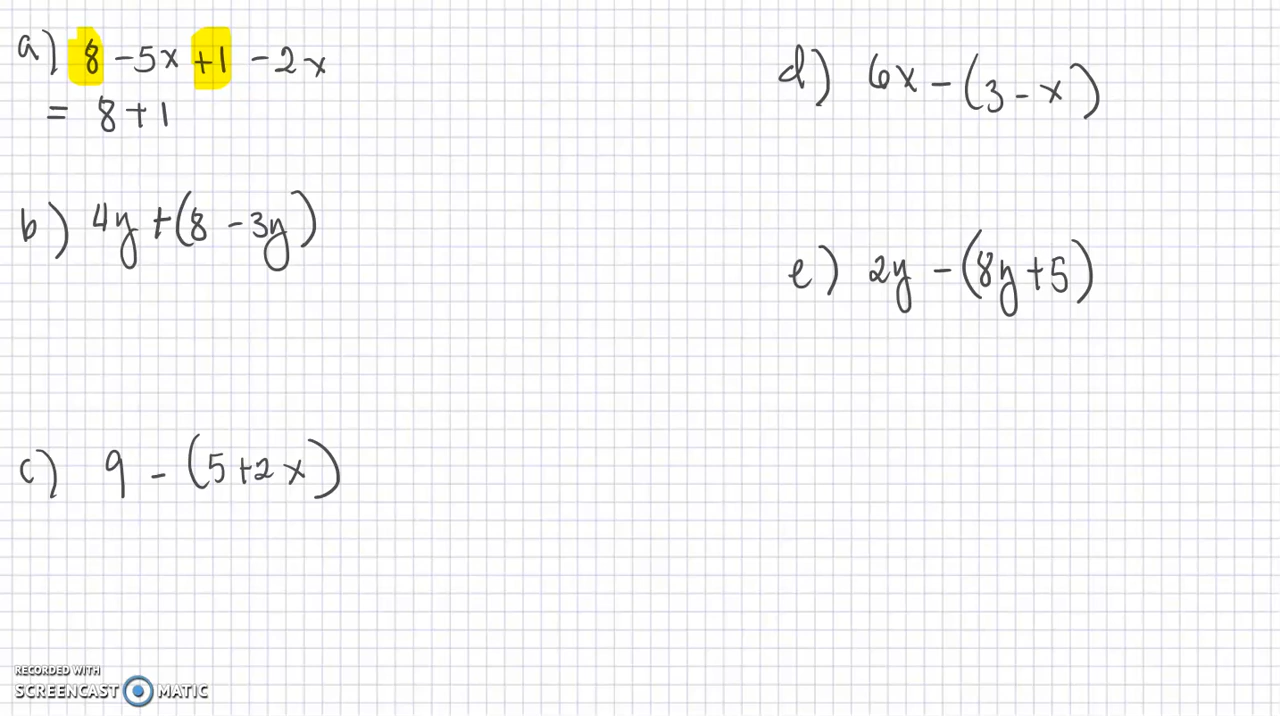 a) 8 -5x +1 -2x
= 8+1
b) 4y +(8 -3y)
c) 9 - (5+2x)
d) 6x - (3-x)
e) 2y - (8y+5)
RECORDED WITH
SCREENCAST MATIC